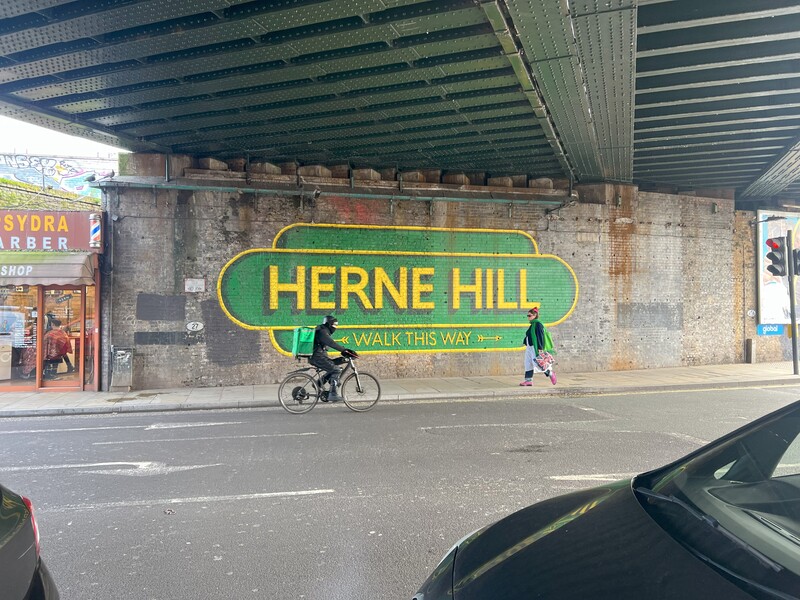 SYDRA
ARBER
SHOP
HERNE HILL
WALK THIS WAY
27
global